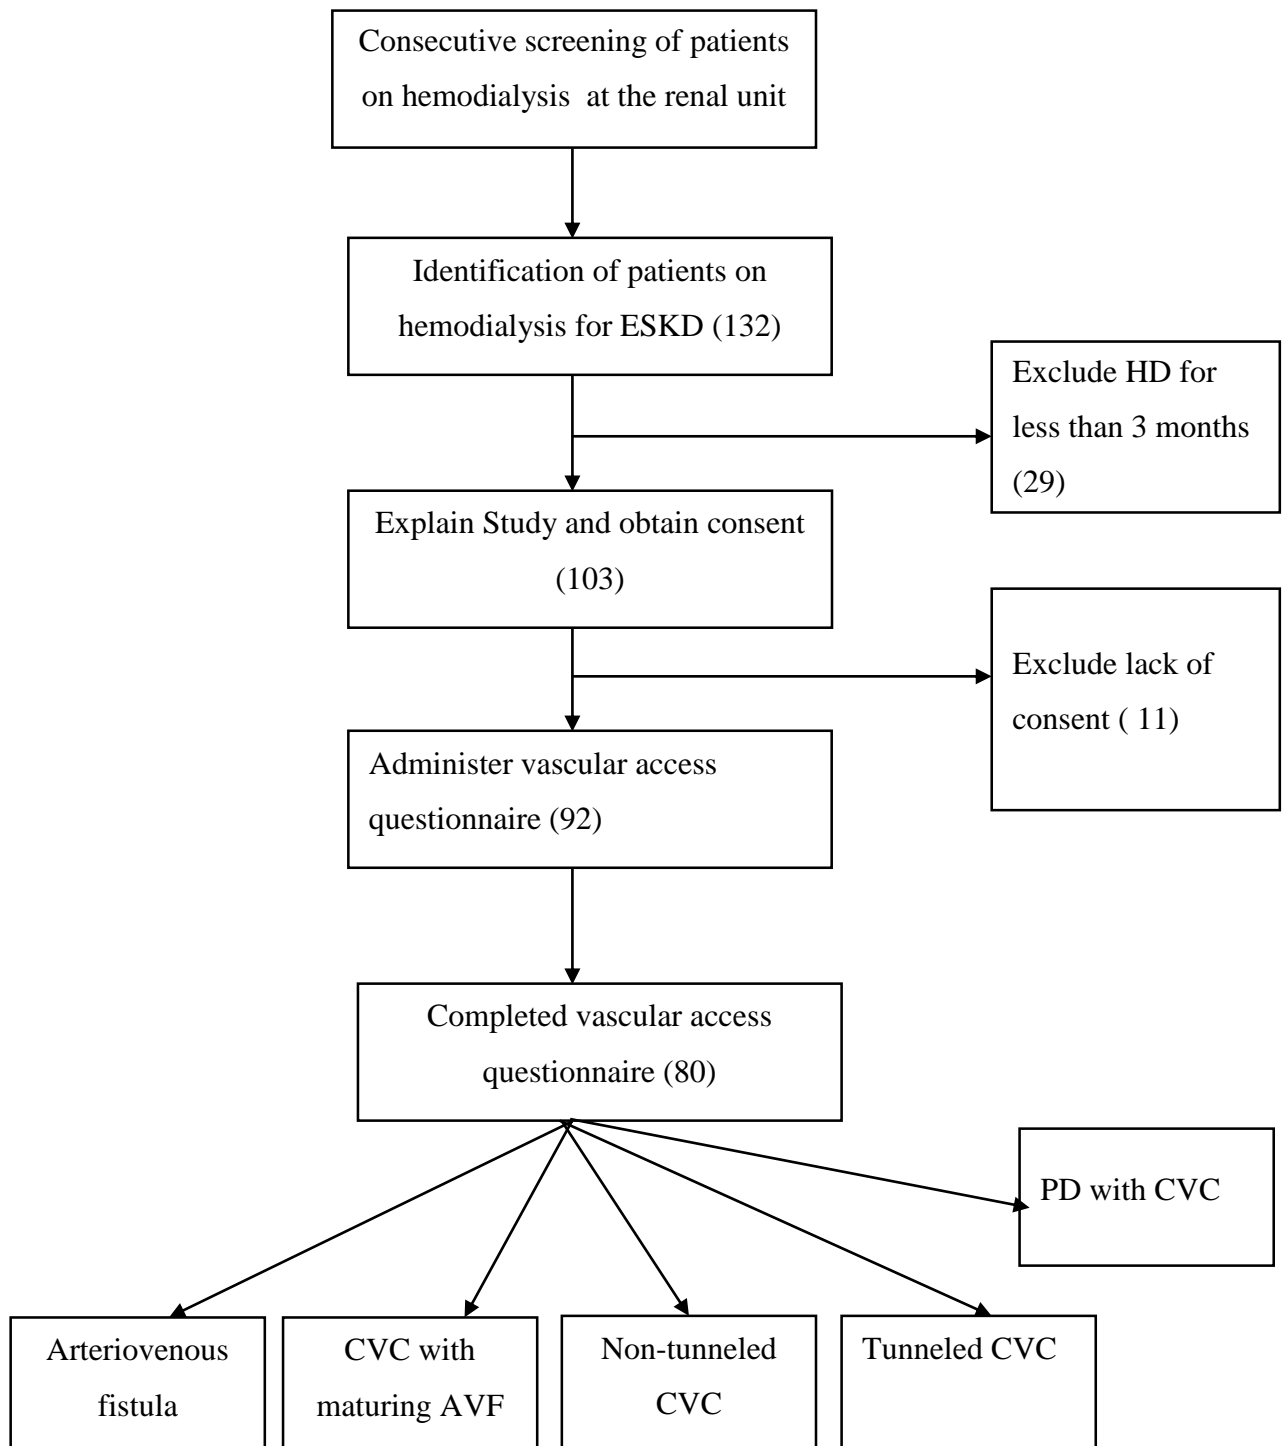 Consecutive screening of patients
on hemodialysis at the renal unit
Identification of patients on
hemodialysis for ESKD (132)
Exclude HD for
less than 3 months
(29)
Explain Study and obtain consent
(103)
Exclude lack of
consent ( 11)
Administer vascular access
questionnaire (92)
Completed vascular access
questionnaire (80)
PD with CVC
Arteriovenous
fistula
CVC with
maturing AVF
Non-tunneled
CVC
Tunneled CVC